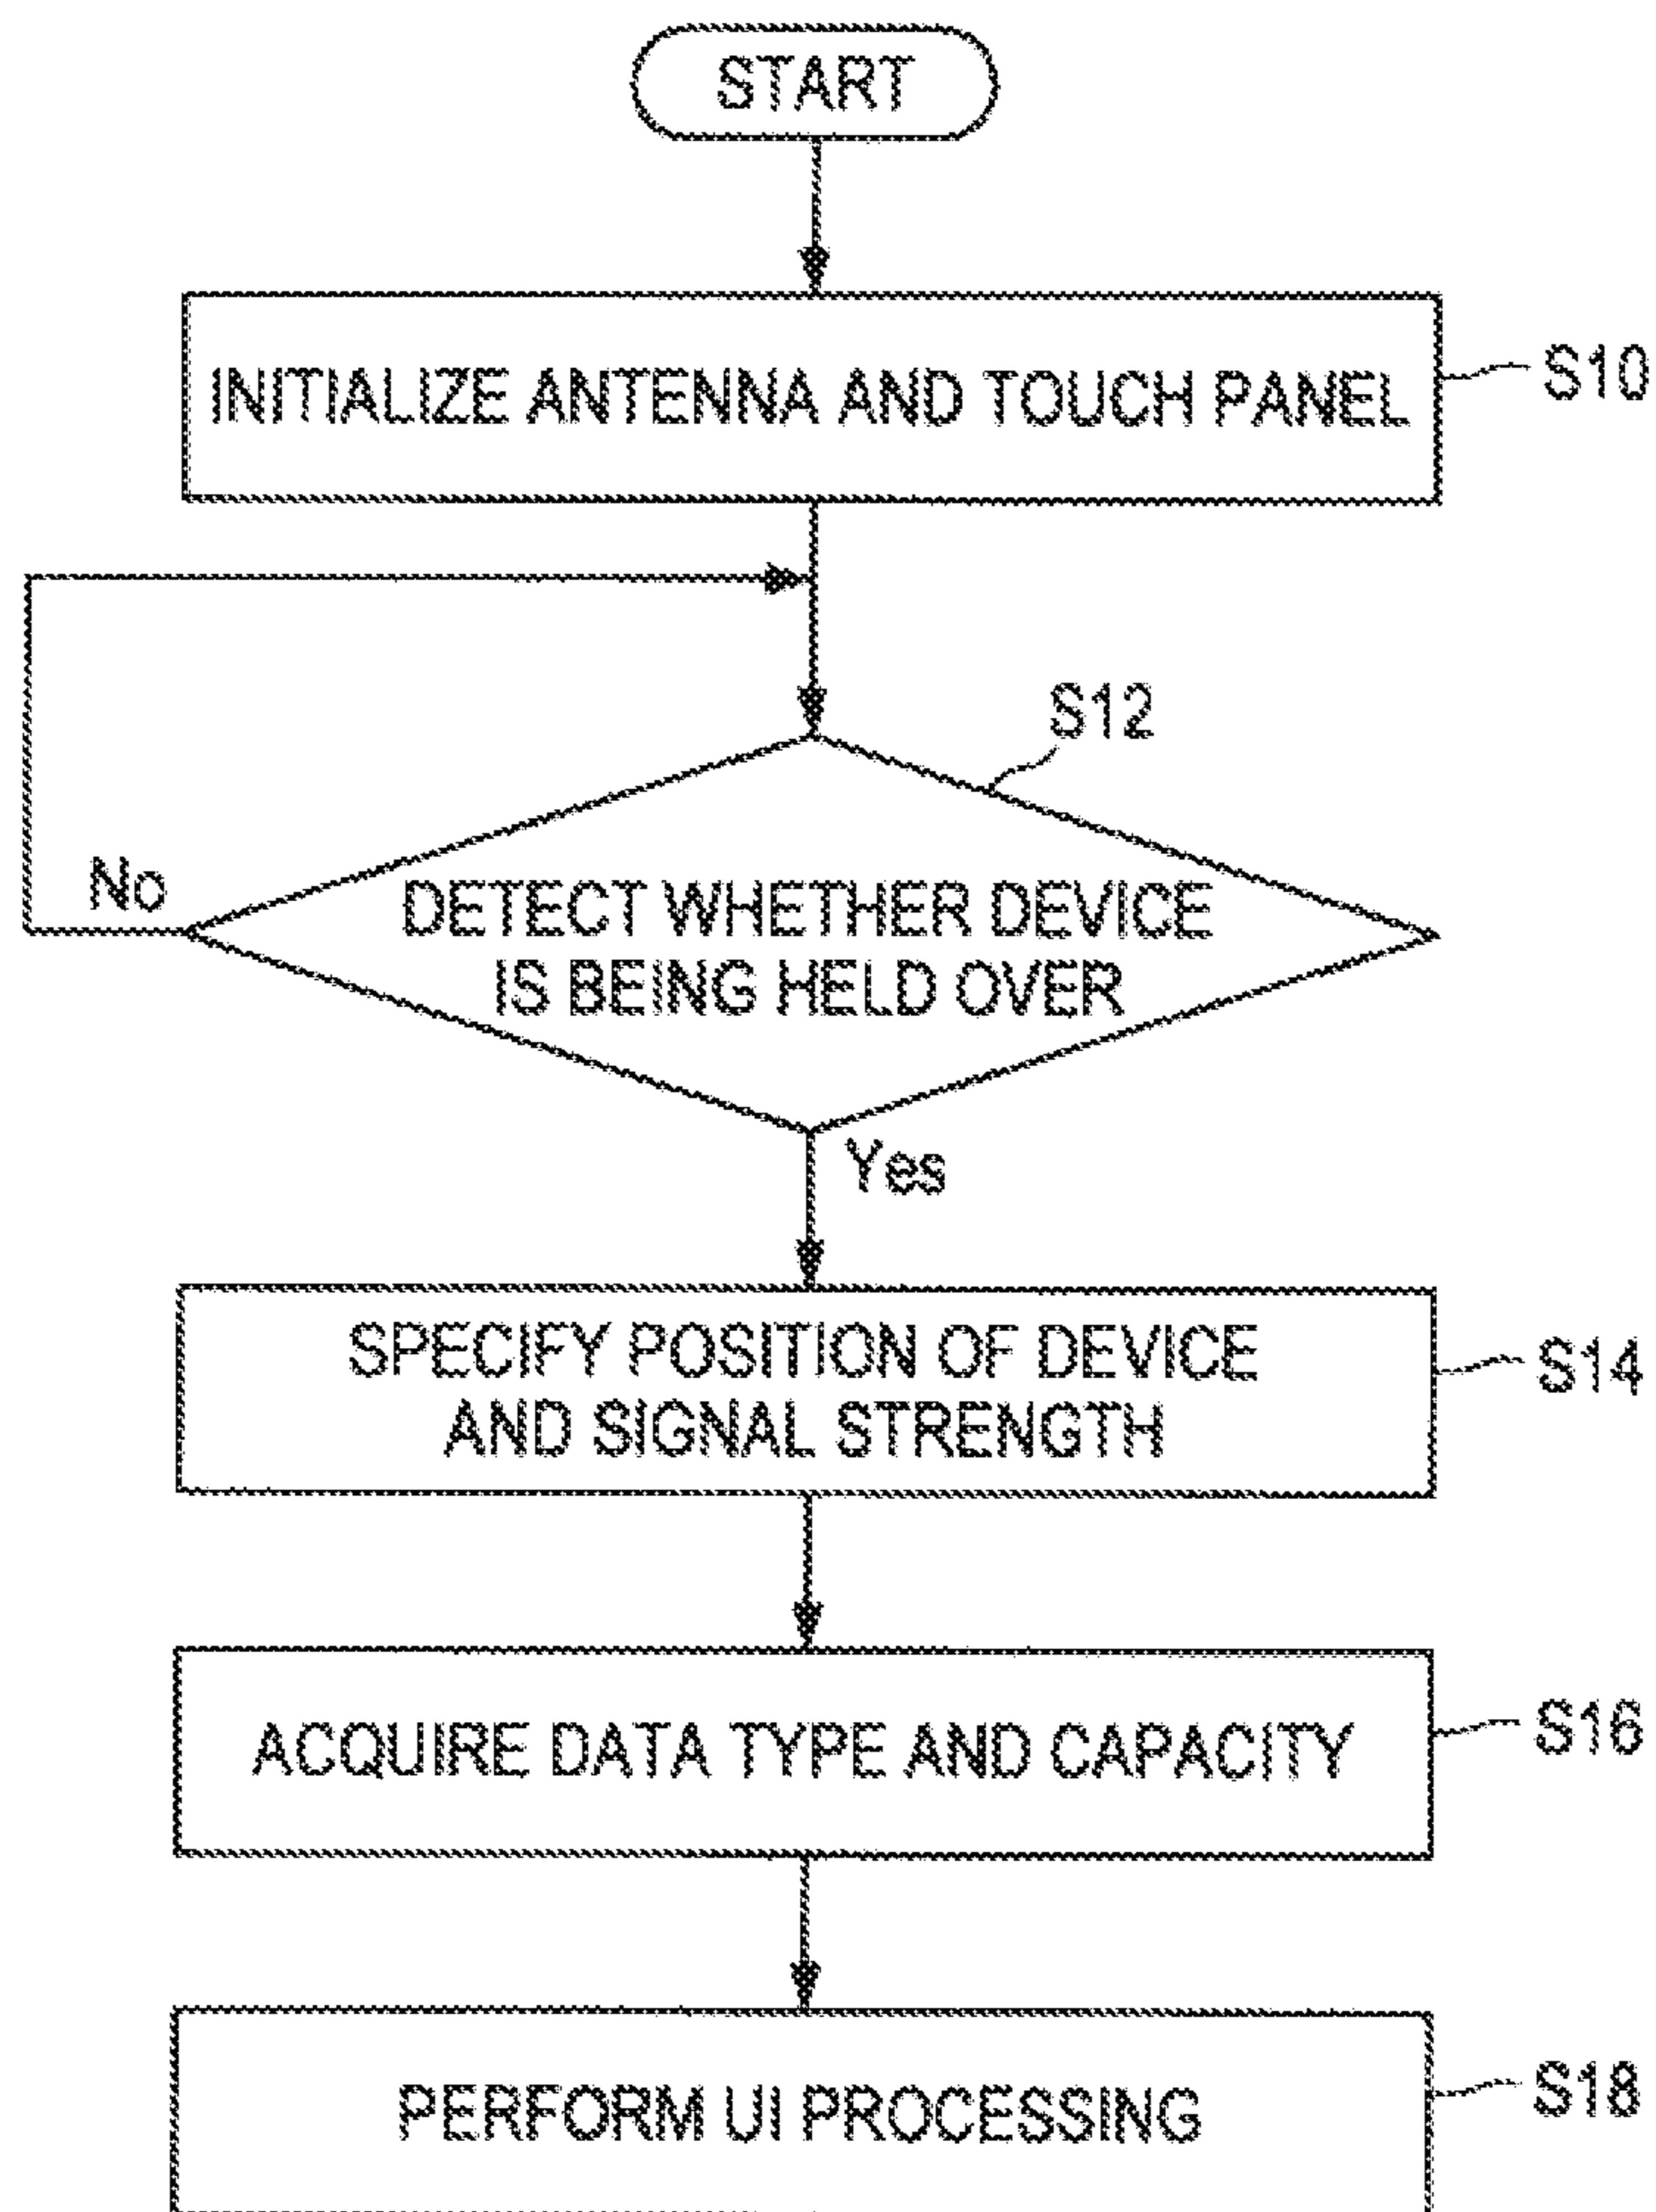 START
INITIALIZE ANTENNA AND TOUCH PANEL
S10
S12
No
DETECT WHETHER DEVICE
IS BEING HELD OVER
Yes
SPECIFY POSITION OF DEVICE
AND SIGNAL STRENGTH
S14
ACQUIRE DATA TYPE AND CAPACITY
S16
PERFORM UI PROCESSING
S18